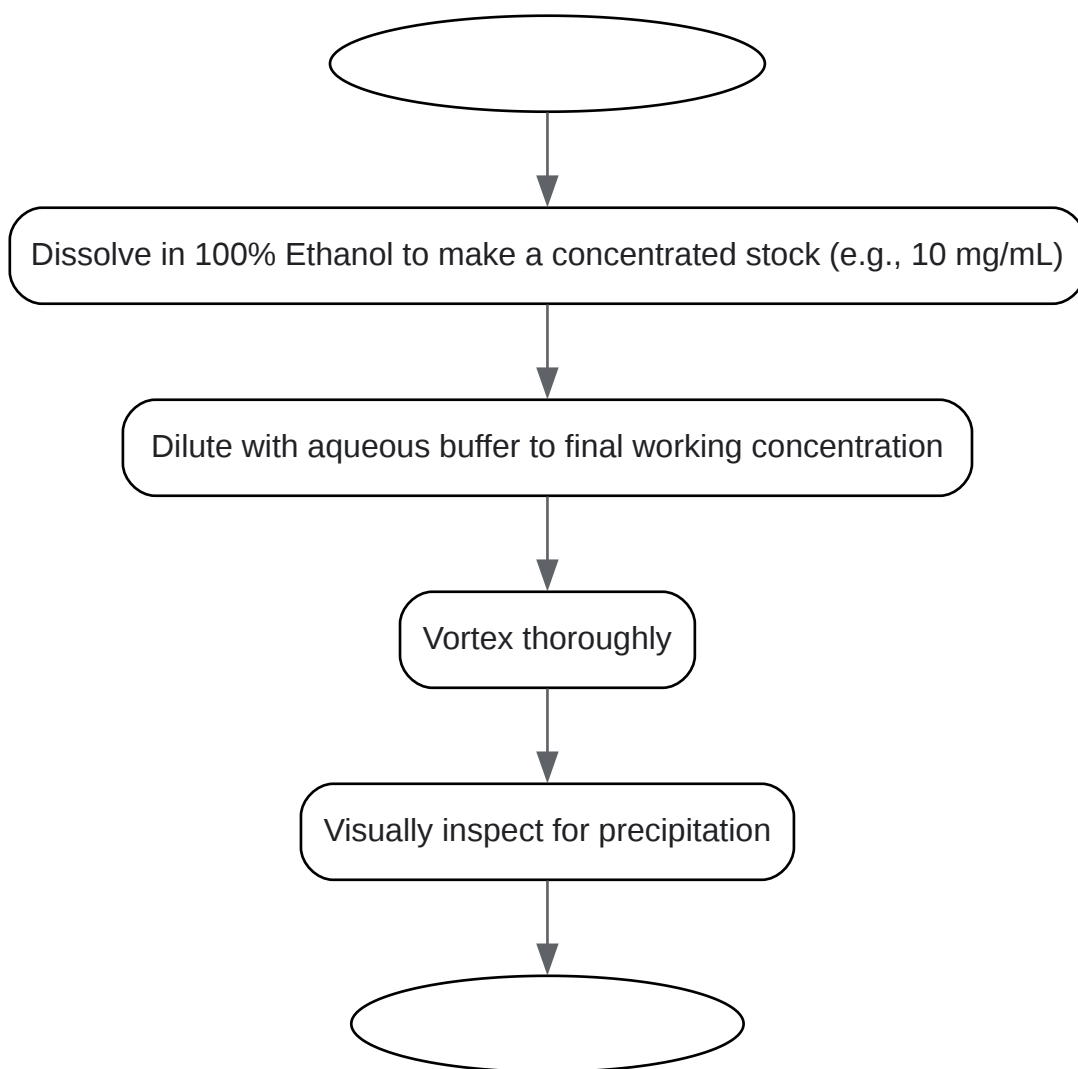 Dissolve in 100% Ethanol to make a concentrated stock (e.g., 10 mg/mL)
Dilute with aqueous buffer to final working concentration
Vortex thoroughly
Visually inspect for precipitation